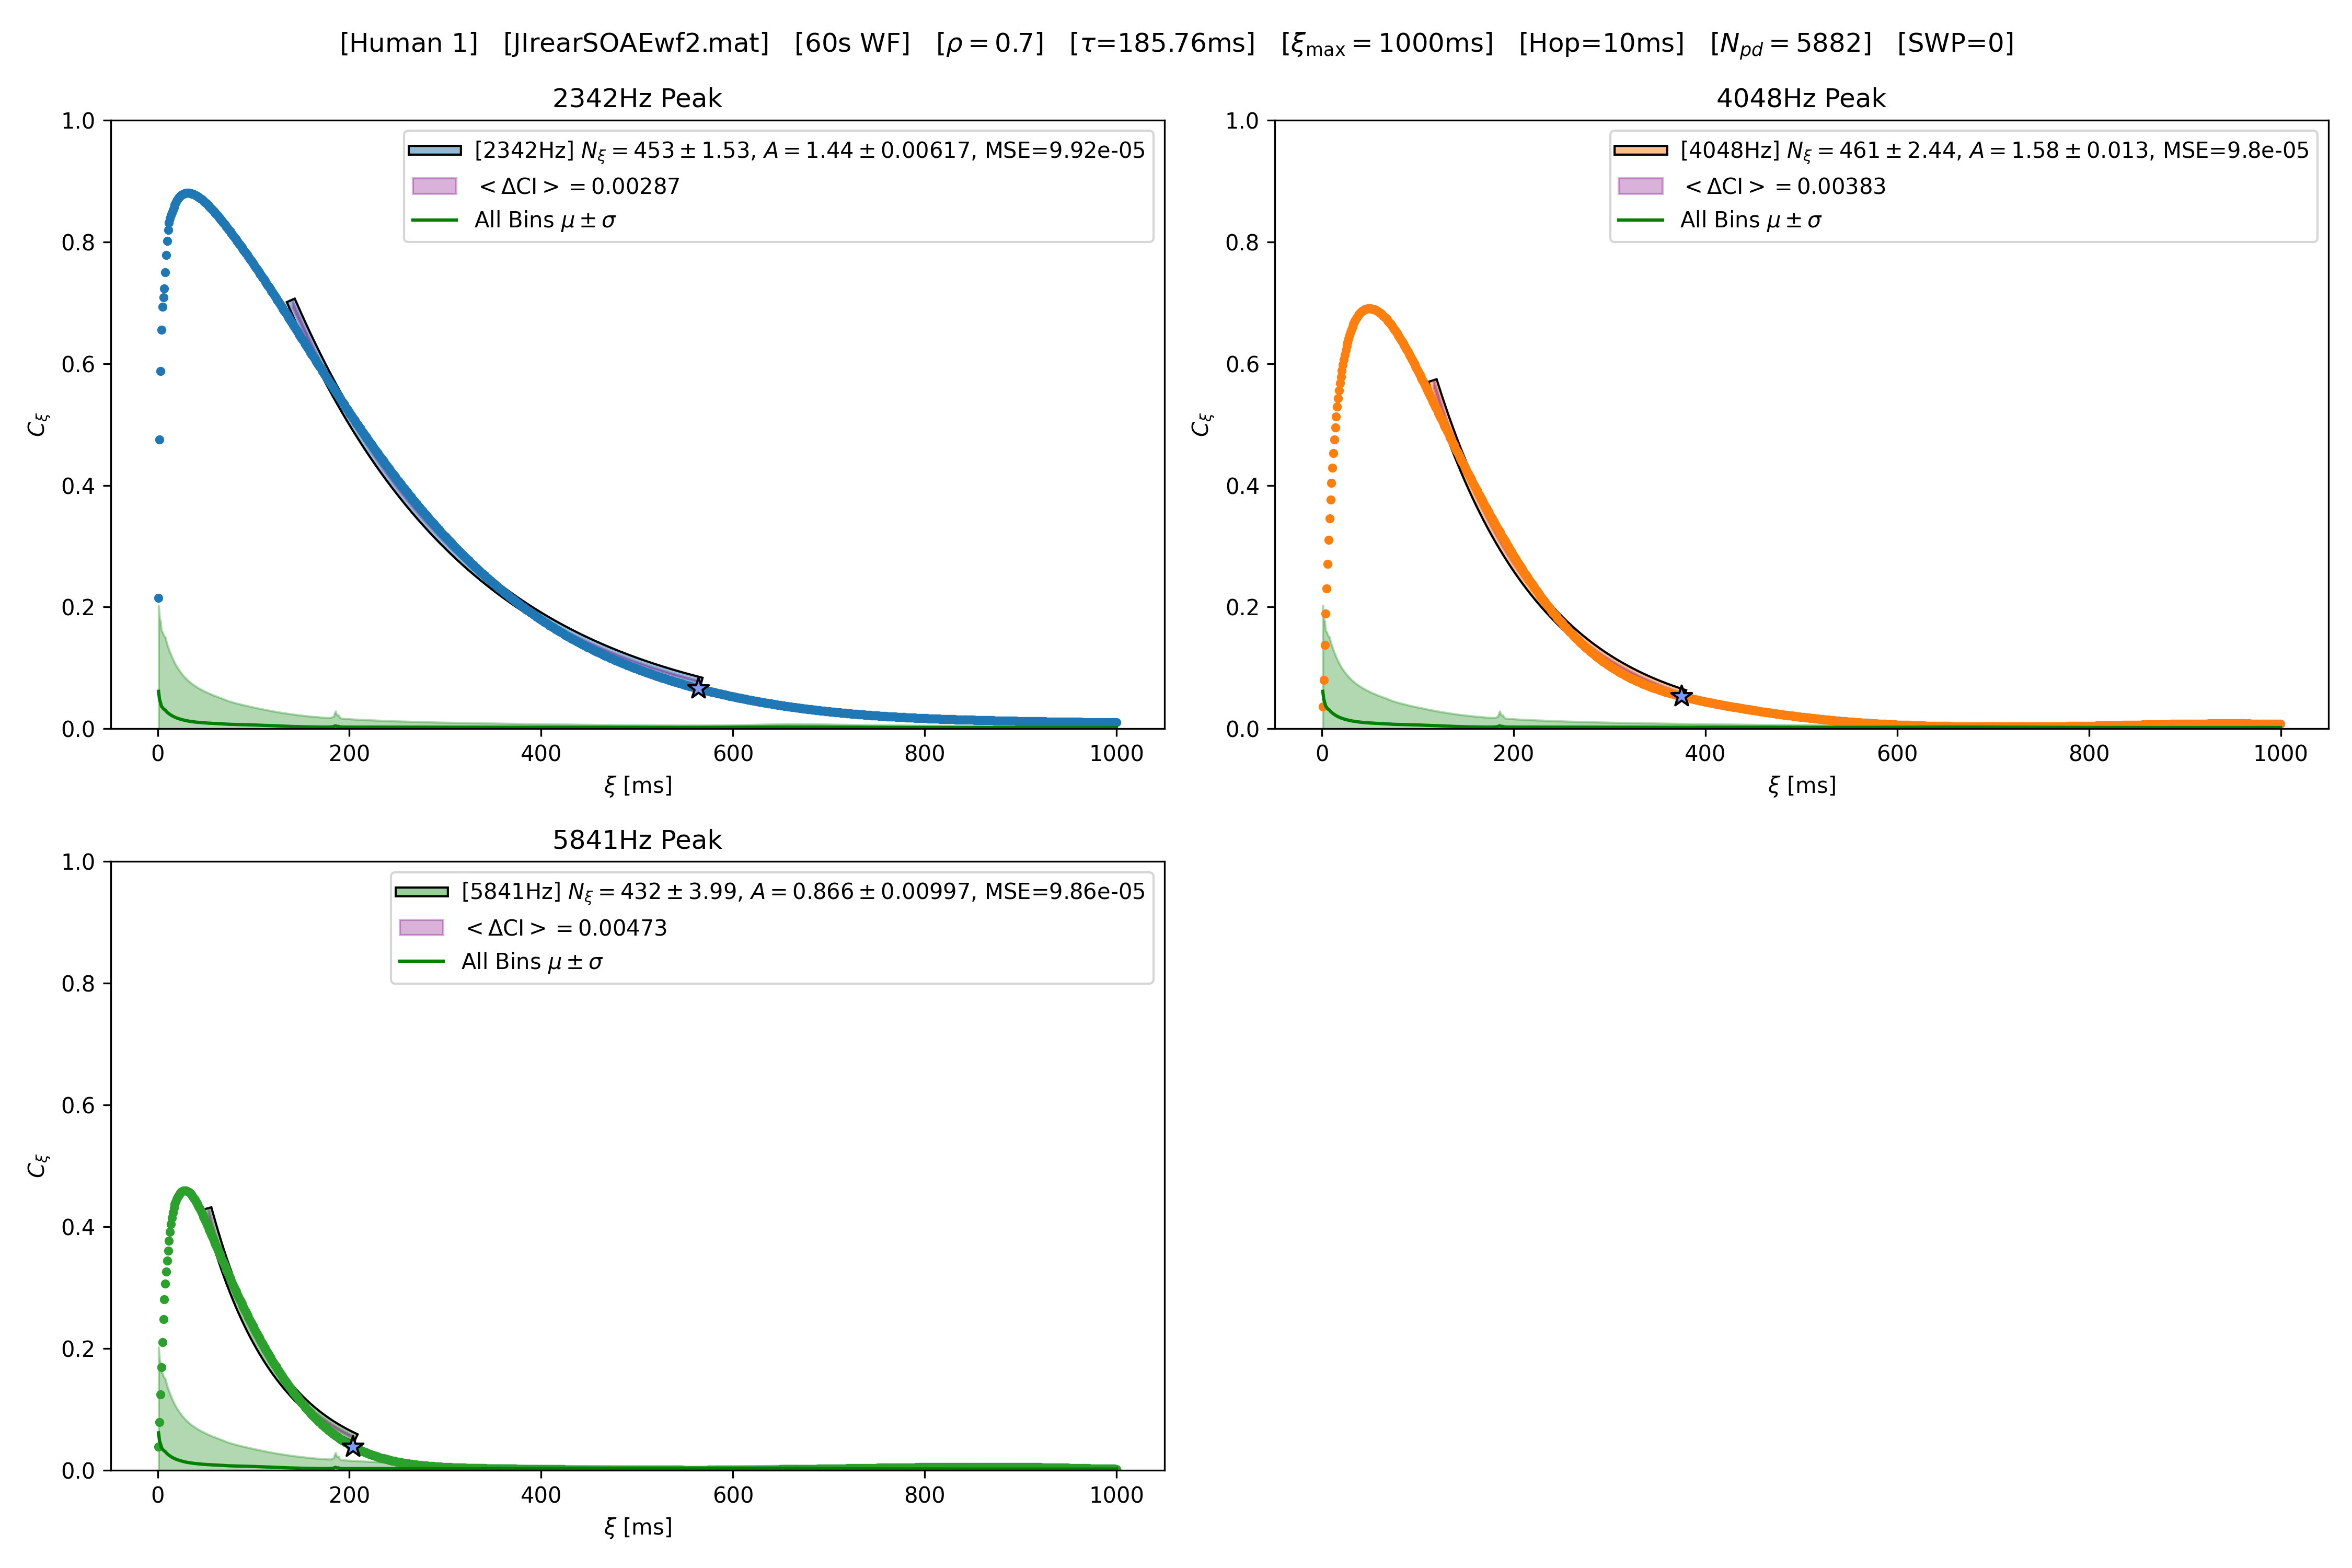 [Human 1] [JIrearSOAEwf2.mat] [60s WF] [ρ = 0.7] [τ=185.76ms] [ξmax = 1000ms] [Hop=10ms] [Npd = 5882] [SWP=0]
2342Hz Peak
1.0
0.8
0.6
0.4
0.2
0.0
Cξ
[2342Hz] Nξ = 453 ± 1.53, A = 1.44 ± 0.00617, MSE=9.92e-05
< ΔCI > = 0.00287
All Bins μ ± σ
0 200 400 600 800 1000
ξ [ms]
4048Hz Peak
1.0
0.8
0.6
0.4
0.2
0.0
Cξ
[4048Hz] Nξ = 461 ± 2.44, A = 1.58 ± 0.013, MSE=9.8e-05
< ΔCI > = 0.00383
All Bins μ ± σ
0 200 400 600 800 1000
ξ [ms]
5841Hz Peak
1.0
0.8
0.6
0.4
0.2
0.0
Cξ
[5841Hz] Nξ = 432 ± 3.99, A = 0.866 ± 0.00997, MSE=9.86e-05
< ΔCI > = 0.00473
All Bins μ ± σ
0 200 400 600 800 1000
ξ [ms]